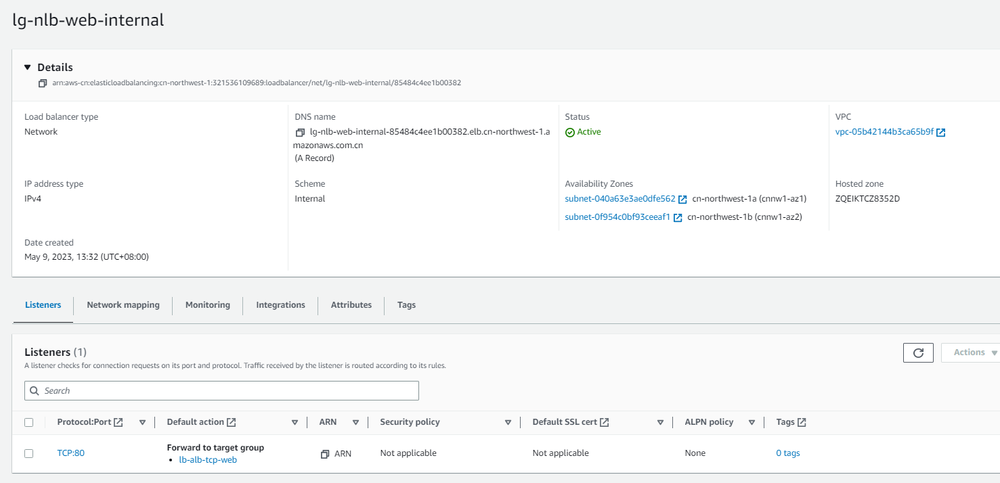 lg-nlb-web-internal
Details
arn:aws-cn:elasticloadbalancing:cn-northwest-1:321536109689:loadbalancer/net/lg-nlb-web-internal/85484c4ee1b00382
Load balancer type
Network
DNS name
lg-nlb-web-internal-85484c4ee1b00382.elb.cn-northwest-1.a
mazonaws.com.cn
(A Record)
Status
Active
VPC
vpc-05b42144b3ca65b9f
IP address type
IPv4
Scheme
Internal
Availability Zones
subnet-040a63e3ae0dfe562 cn-northwest-1a (cnnw1-az1)
subnet-0f954c0bf93ceeaf1 cn-northwest-1b (cnnw1-az2)
Hosted zone
ZQEIKTCZ8352D
Date created
May 9, 2023, 13:32 (UTC+08:00)
Listeners Network mapping Monitoring Integrations Attributes Tags
Listeners (1)
A listener checks for connection requests on its port and protocol. Traffic received by the listener is routed according to its rules.
Actions
Search
Protocol:Port Default action ARN Security policy Default SSL cert ALPN policy Tags
TCP:80 Forward to target group ARN Not applicable Not applicable None 0 tags
• lb-alb-tcp-web